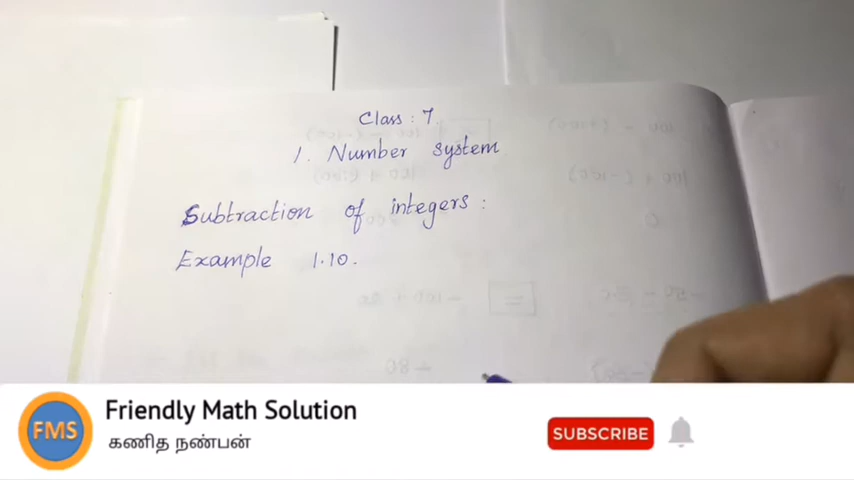 Class : 7
1. Number system
Subtraction of integers :
Example 1.10.
FMS
Friendly Math Solution
கணித நண்பன்
SUBSCRIBE